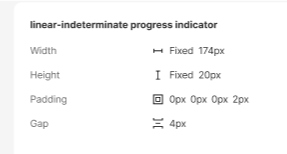 linear-indeterminate progress indicator
Width Fixed 174px
Height Fixed 20px
Padding 0px 0px 0px 2px
Gap 4px